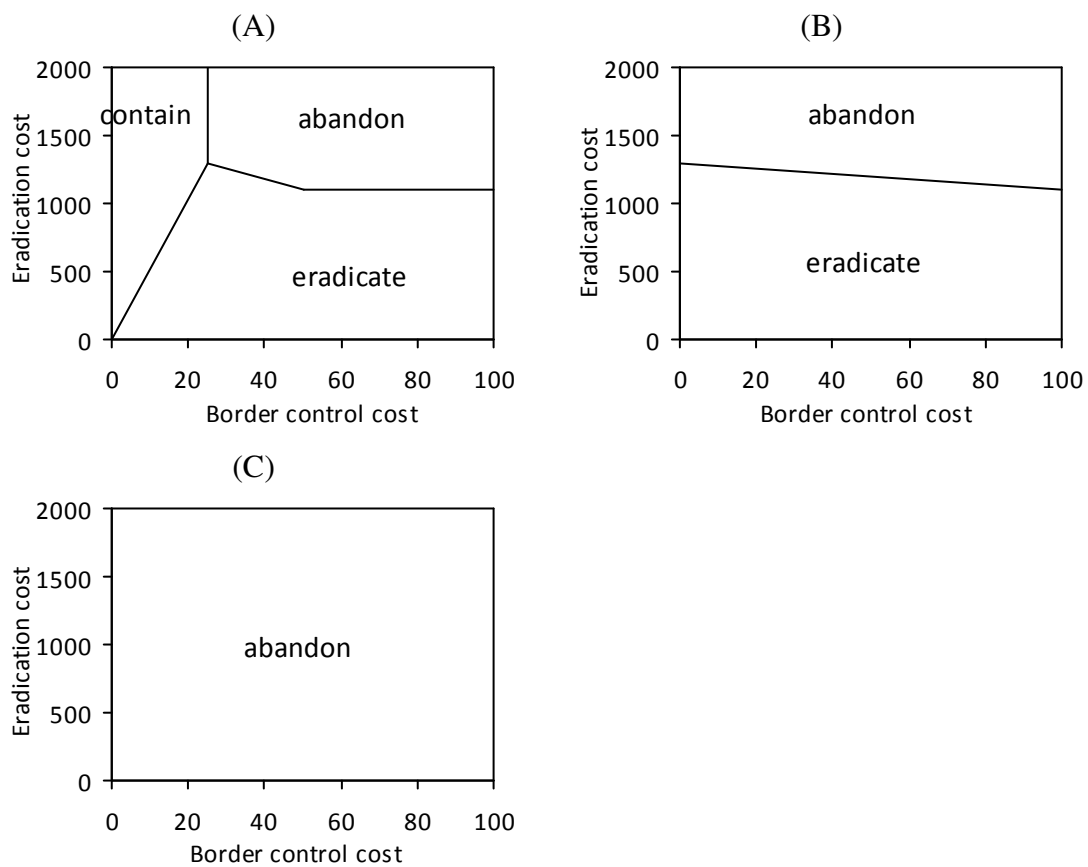 (A)
2000
1500
1000
500
0
Eradication cost
contain
abandon
eradicate
0 20 40 60 80 100
Border control cost
(B)
2000
1500
1000
500
0
Eradication cost
abandon
eradicate
0 20 40 60 80 100
Border control cost
(C)
2000
1500
1000
500
0
Eradication cost
abandon
0 20 40 60 80 100
Border control cost